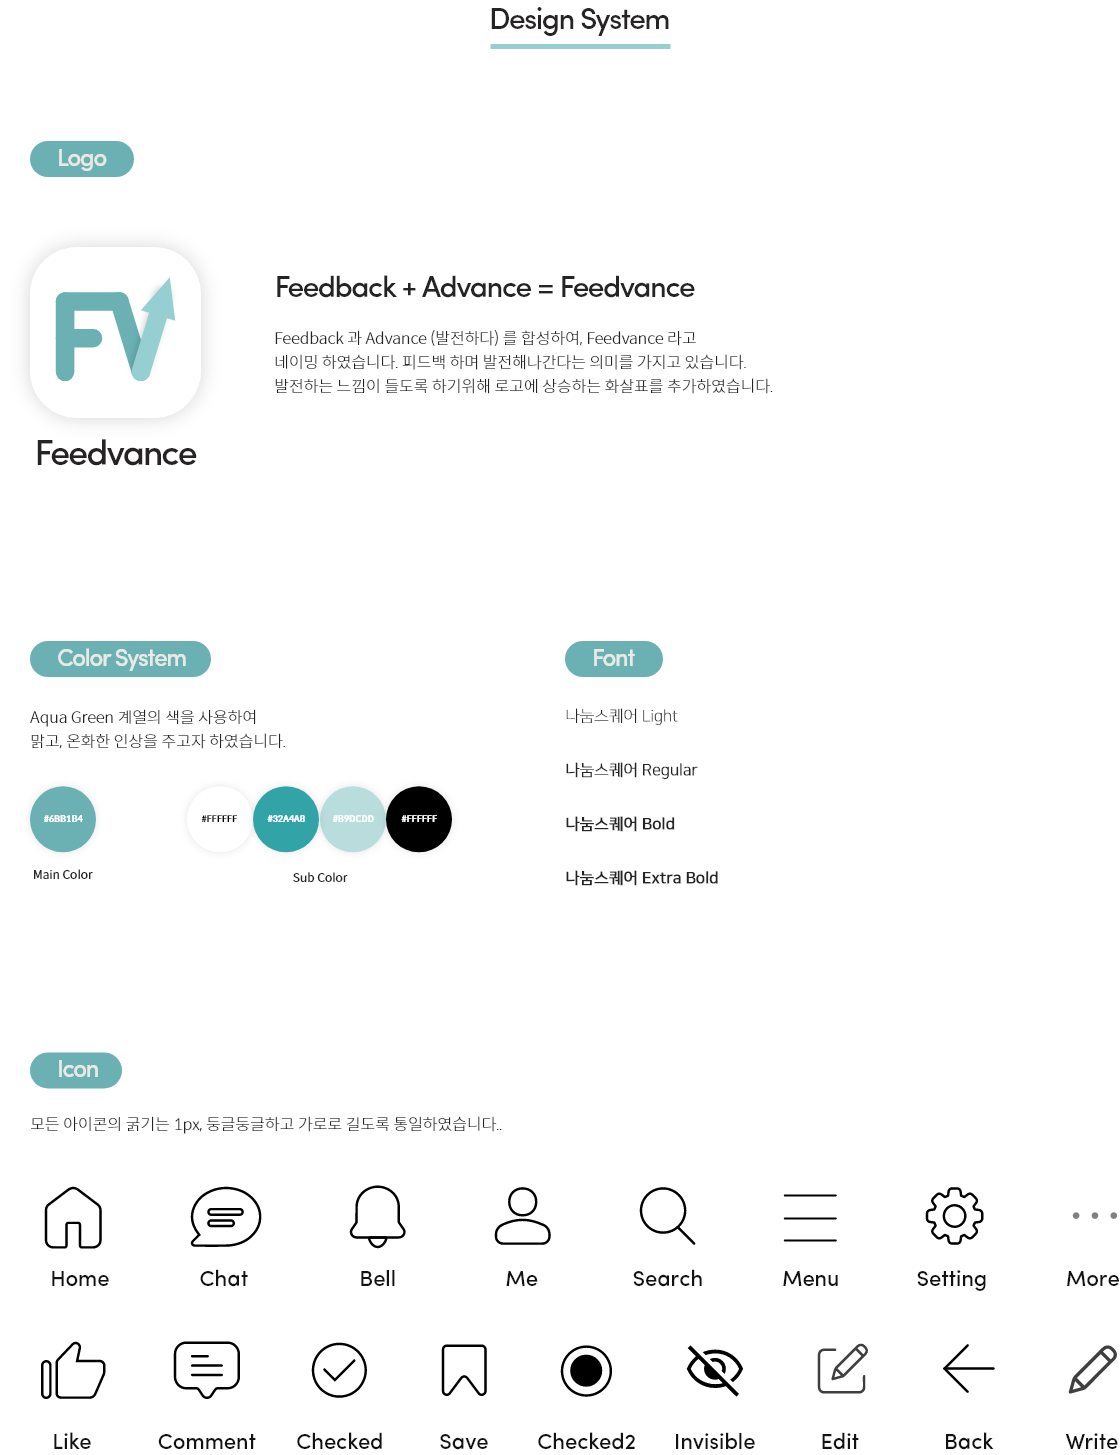 Design System
Logo
FV
Feedback + Advance = Feedvance
Feedback 과 Advance (발전하다) 를 합성하여, Feedvance 라고
네이밍 하였습니다. 피드백 하며 발전해나간다는 의미를 가지고 있습니다.
발전하는 느낌이 들도록 하기위해 로고에 상승하는 화살표를 추가하였습니다.
Feedvance
Color System
Aqua Green 계열의 색을 사용하여
맑고, 온화한 인상을 주고자 하였습니다.
#6BB1B4
#FFFFFF
#32A4A8
#B9DCDD
#FFFFFF
Main Color
Sub Color
Font
나눔스퀘어 Light
나눔스퀘어 Regular
나눔스퀘어 Bold
나눔스퀘어 Extra Bold
Icon
모든 아이콘의 굵기는 1px, 둥글둥글하고 가로로 길도록 통일하였습니다..
Home
Chat
Bell
Me
Search
Menu
Setting
More
Like
Comment
Checked
Save
Checked2
Invisible
Edit
Back
Write